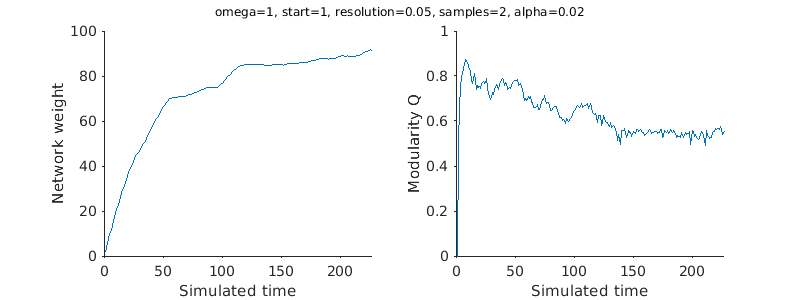 omega=1, start=1, resolution=0.05, samples=2, alpha=0.02
Network weight
100
80
60
40
20
0
0 50 100 150 200
Simulated time
Modularity Q
1
0.8
0.6
0.4
0.2
0
0 50 100 150 200
Simulated time